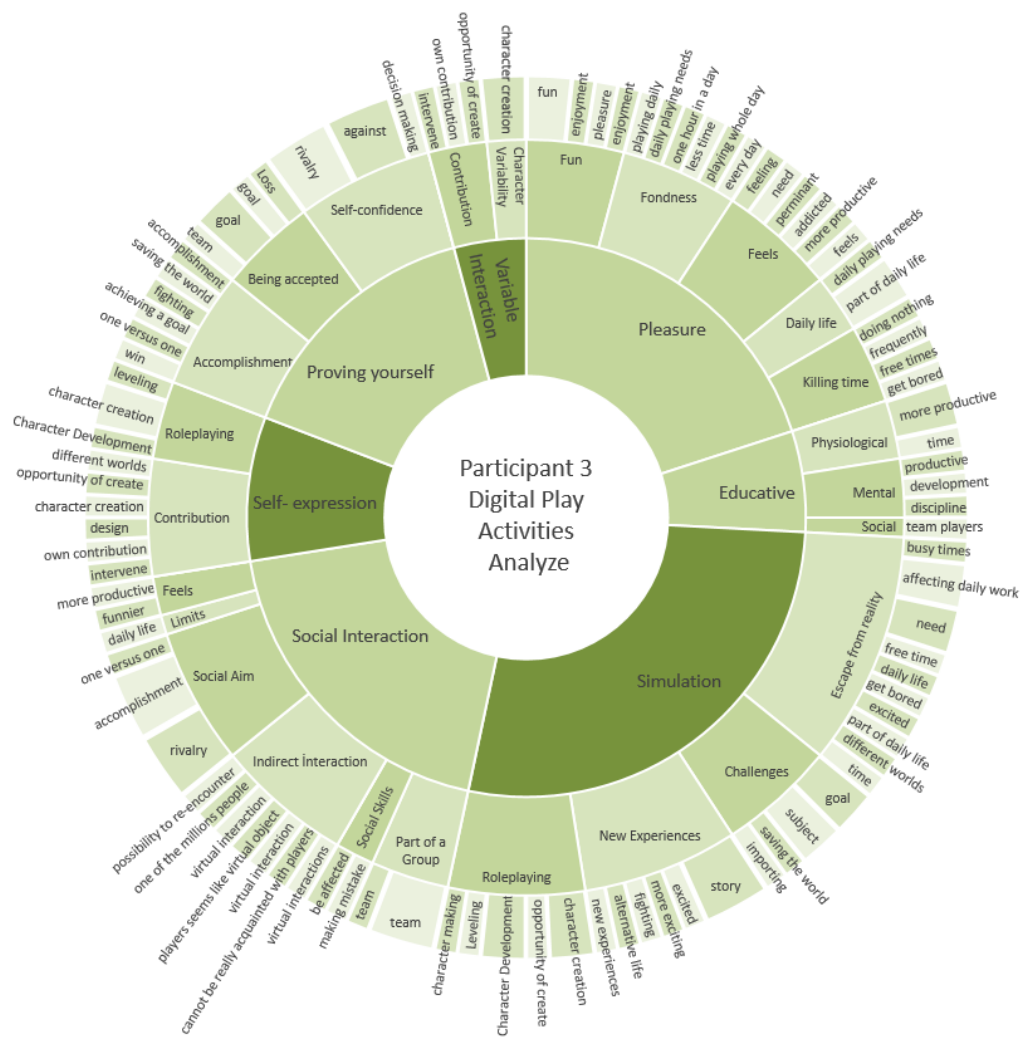 Participant 3
Digital Play
Activities
Analyze
Pleasure
Fun
fun
enjoyment
pleasure
enjoyment
Fondness
playing daily
daily playing needs
one hour in a day
less time
playing whole day
every day
Feels
feeling
need
perminant
addicted
more productive
feels
Daily life
daily playing needs
part of daily life
Killing time
doing nothing
frequently
free times
get bored
Educative
Physiological
more productive
time
Mental
productive
development
discipline
Social
team players
Simulation
Escape from reality
busy times
affecting daily work
need
free time
daily life
get bored
excited
part of daily life
different worlds
time
Challenges
goal
subject
saving the world
importing
New Experiences
story
excited
more exciting
fighting
alternative life
new experiences
Roleplaying
character creation
opportunity of create
Character Development
Leveling
character making
Social Interaction
Part of a
Group
team
team
Social Skills
making mistake
be affected
Indirect İnteraction
virtual interactions
cannot be really acquainted with players
virtual interaction
players seems like virtual object
virtual interaction
one of the millions people
possibility to re-encounter
Social Aim
rivalry
accomplishment
one versus one
Limits
daily life
Feels
funnier
more productive
Self- expression
Contribution
intervene
own contribution
design
character creation
opportunity of create
different worlds
Roleplaying
Character Development
character creation
Proving yourself
Accomplishment
leveling
win
one versus one
achieving a goal
fighting
saving the world
accomplishment
Being accepted
team
goal
goal
Loss
Self-confidence
rivalry
against
decision making
Variable
Interaction
Contribution
intervene
own contribution
opportunity of create
Character
Variability
character creation